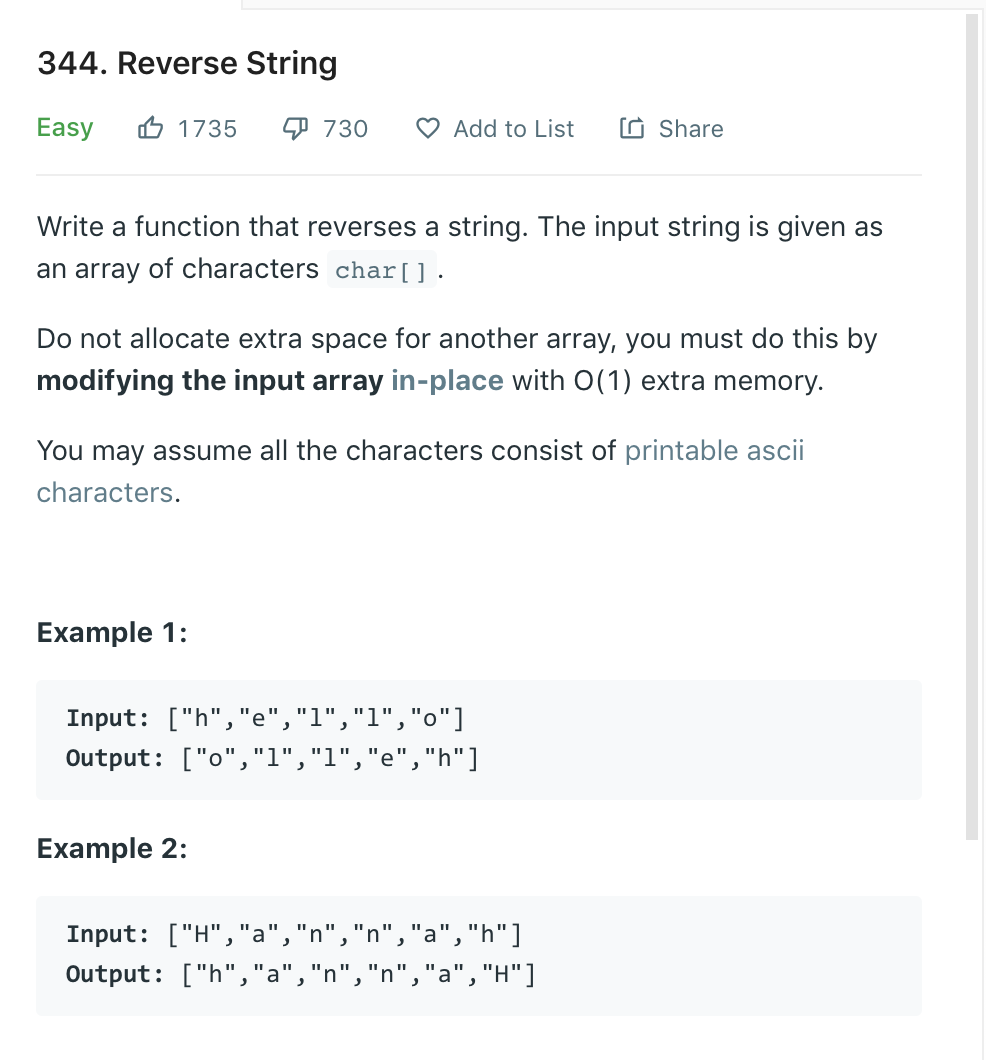 344. Reverse String
Easy 1735 730 Add to List Share
Write a function that reverses a string. The input string is given as
an array of characters char[].
Do not allocate extra space for another array, you must do this by
modifying the input array in-place with O(1) extra memory.
You may assume all the characters consist of printable ascii
characters.
Example 1:
Input: ["h","e","l","l","o"]
Output: ["o","l","l","e","h"]
Example 2:
Input: ["H","a","n","n","a","h"]
Output: ["h","a","n","n","a","H"]